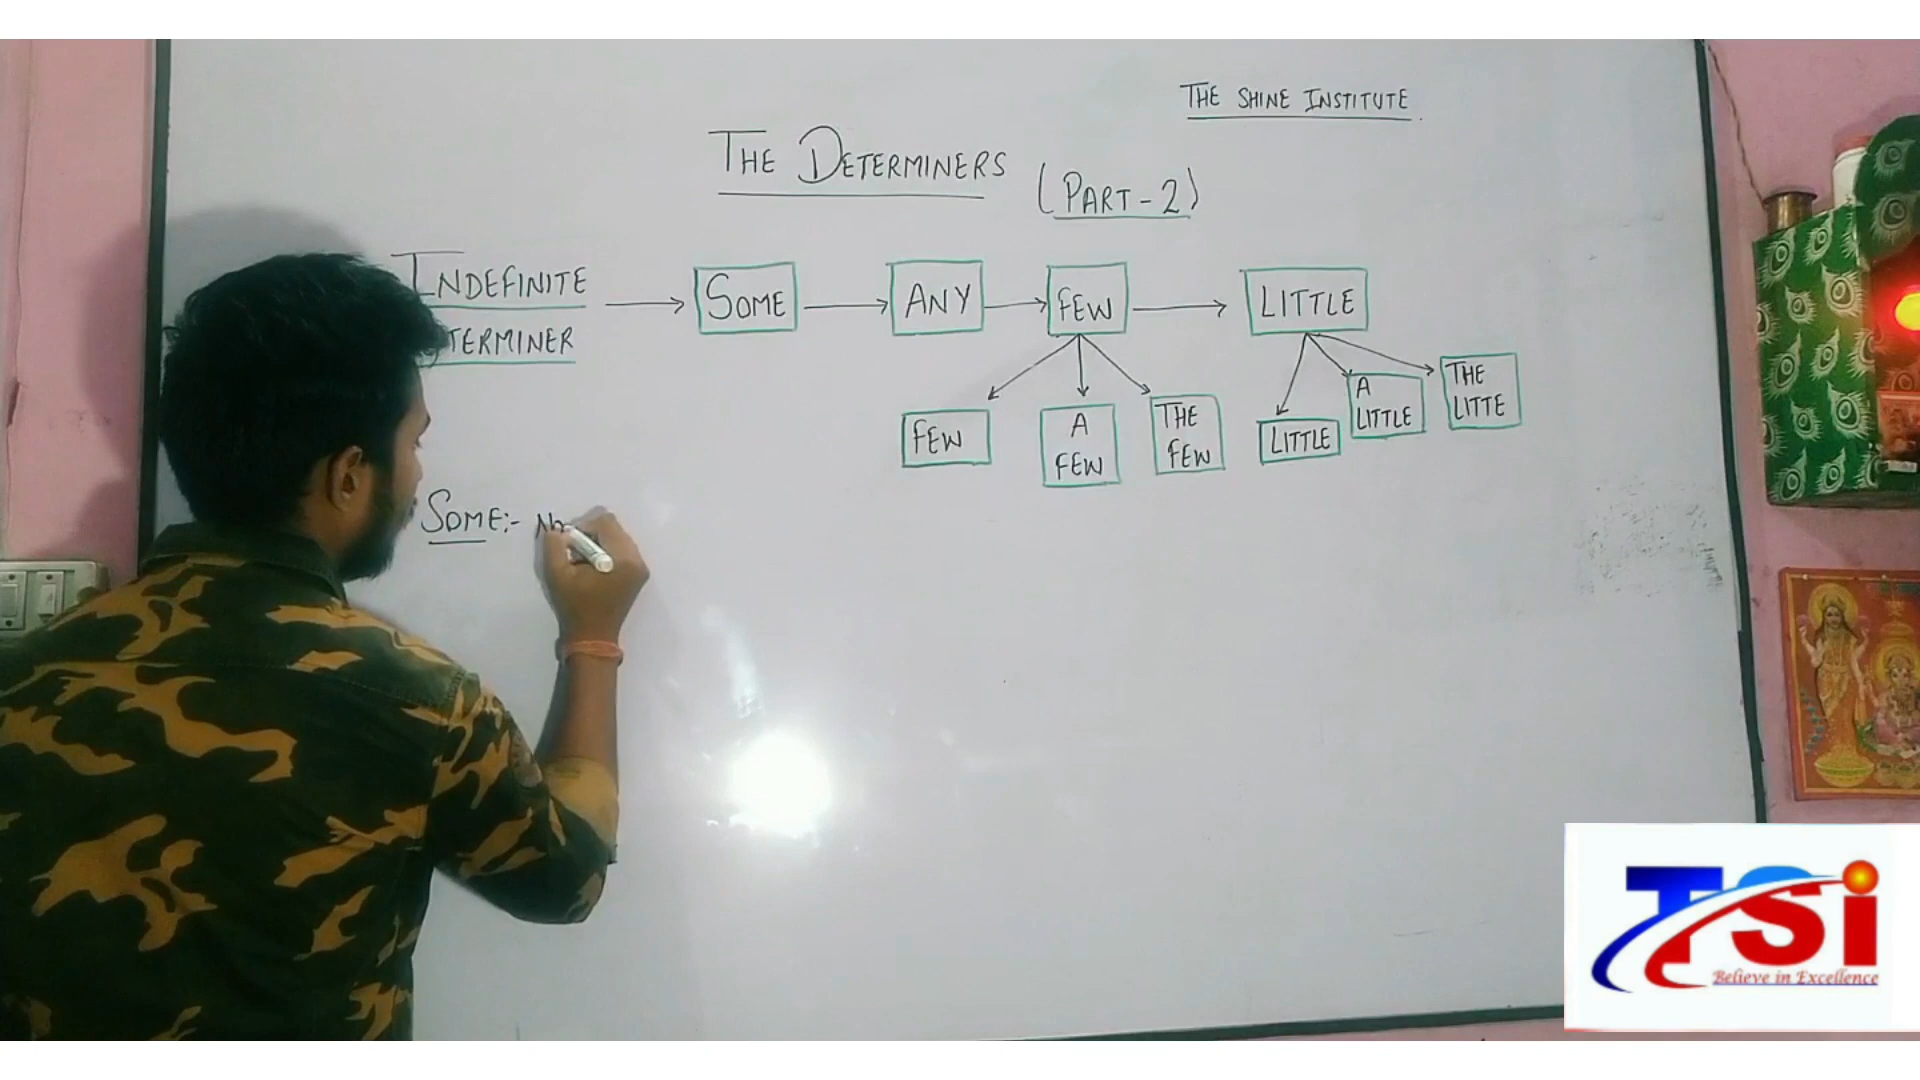 THE SHINE INSTITUTE
THE DETERMINERS (PART-2)
INDEFINITE
TERMINER
SOME
ANY
FEW
LITTLE
FEW
A
FEW
THE
FEW
LITTLE
A
LITTLE
THE
LITTE
SOME:-
TSi
Believe in Excellence